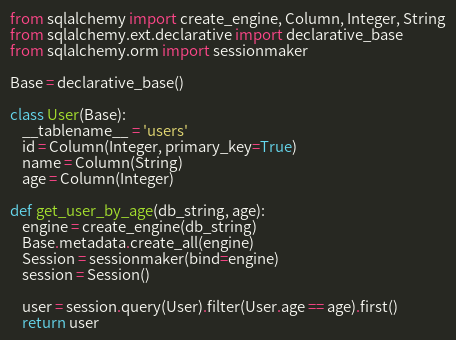 from sqlalchemy import create_engine, Column, Integer, String
from sqlalchemy.ext.declarative import declarative_base
from sqlalchemy.orm import sessionmaker

Base = declarative_base()

class User(Base):
    __tablename__ = 'users'
    id = Column(Integer, primary_key=True)
    name = Column(String)
    age = Column(Integer)

def get_user_by_age(db_string, age):
    engine = create_engine(db_string)
    Base.metadata.create_all(engine)
    Session = sessionmaker(bind=engine)
    session = Session()

    user = session.query(User).filter(User.age == age).first()
    return user